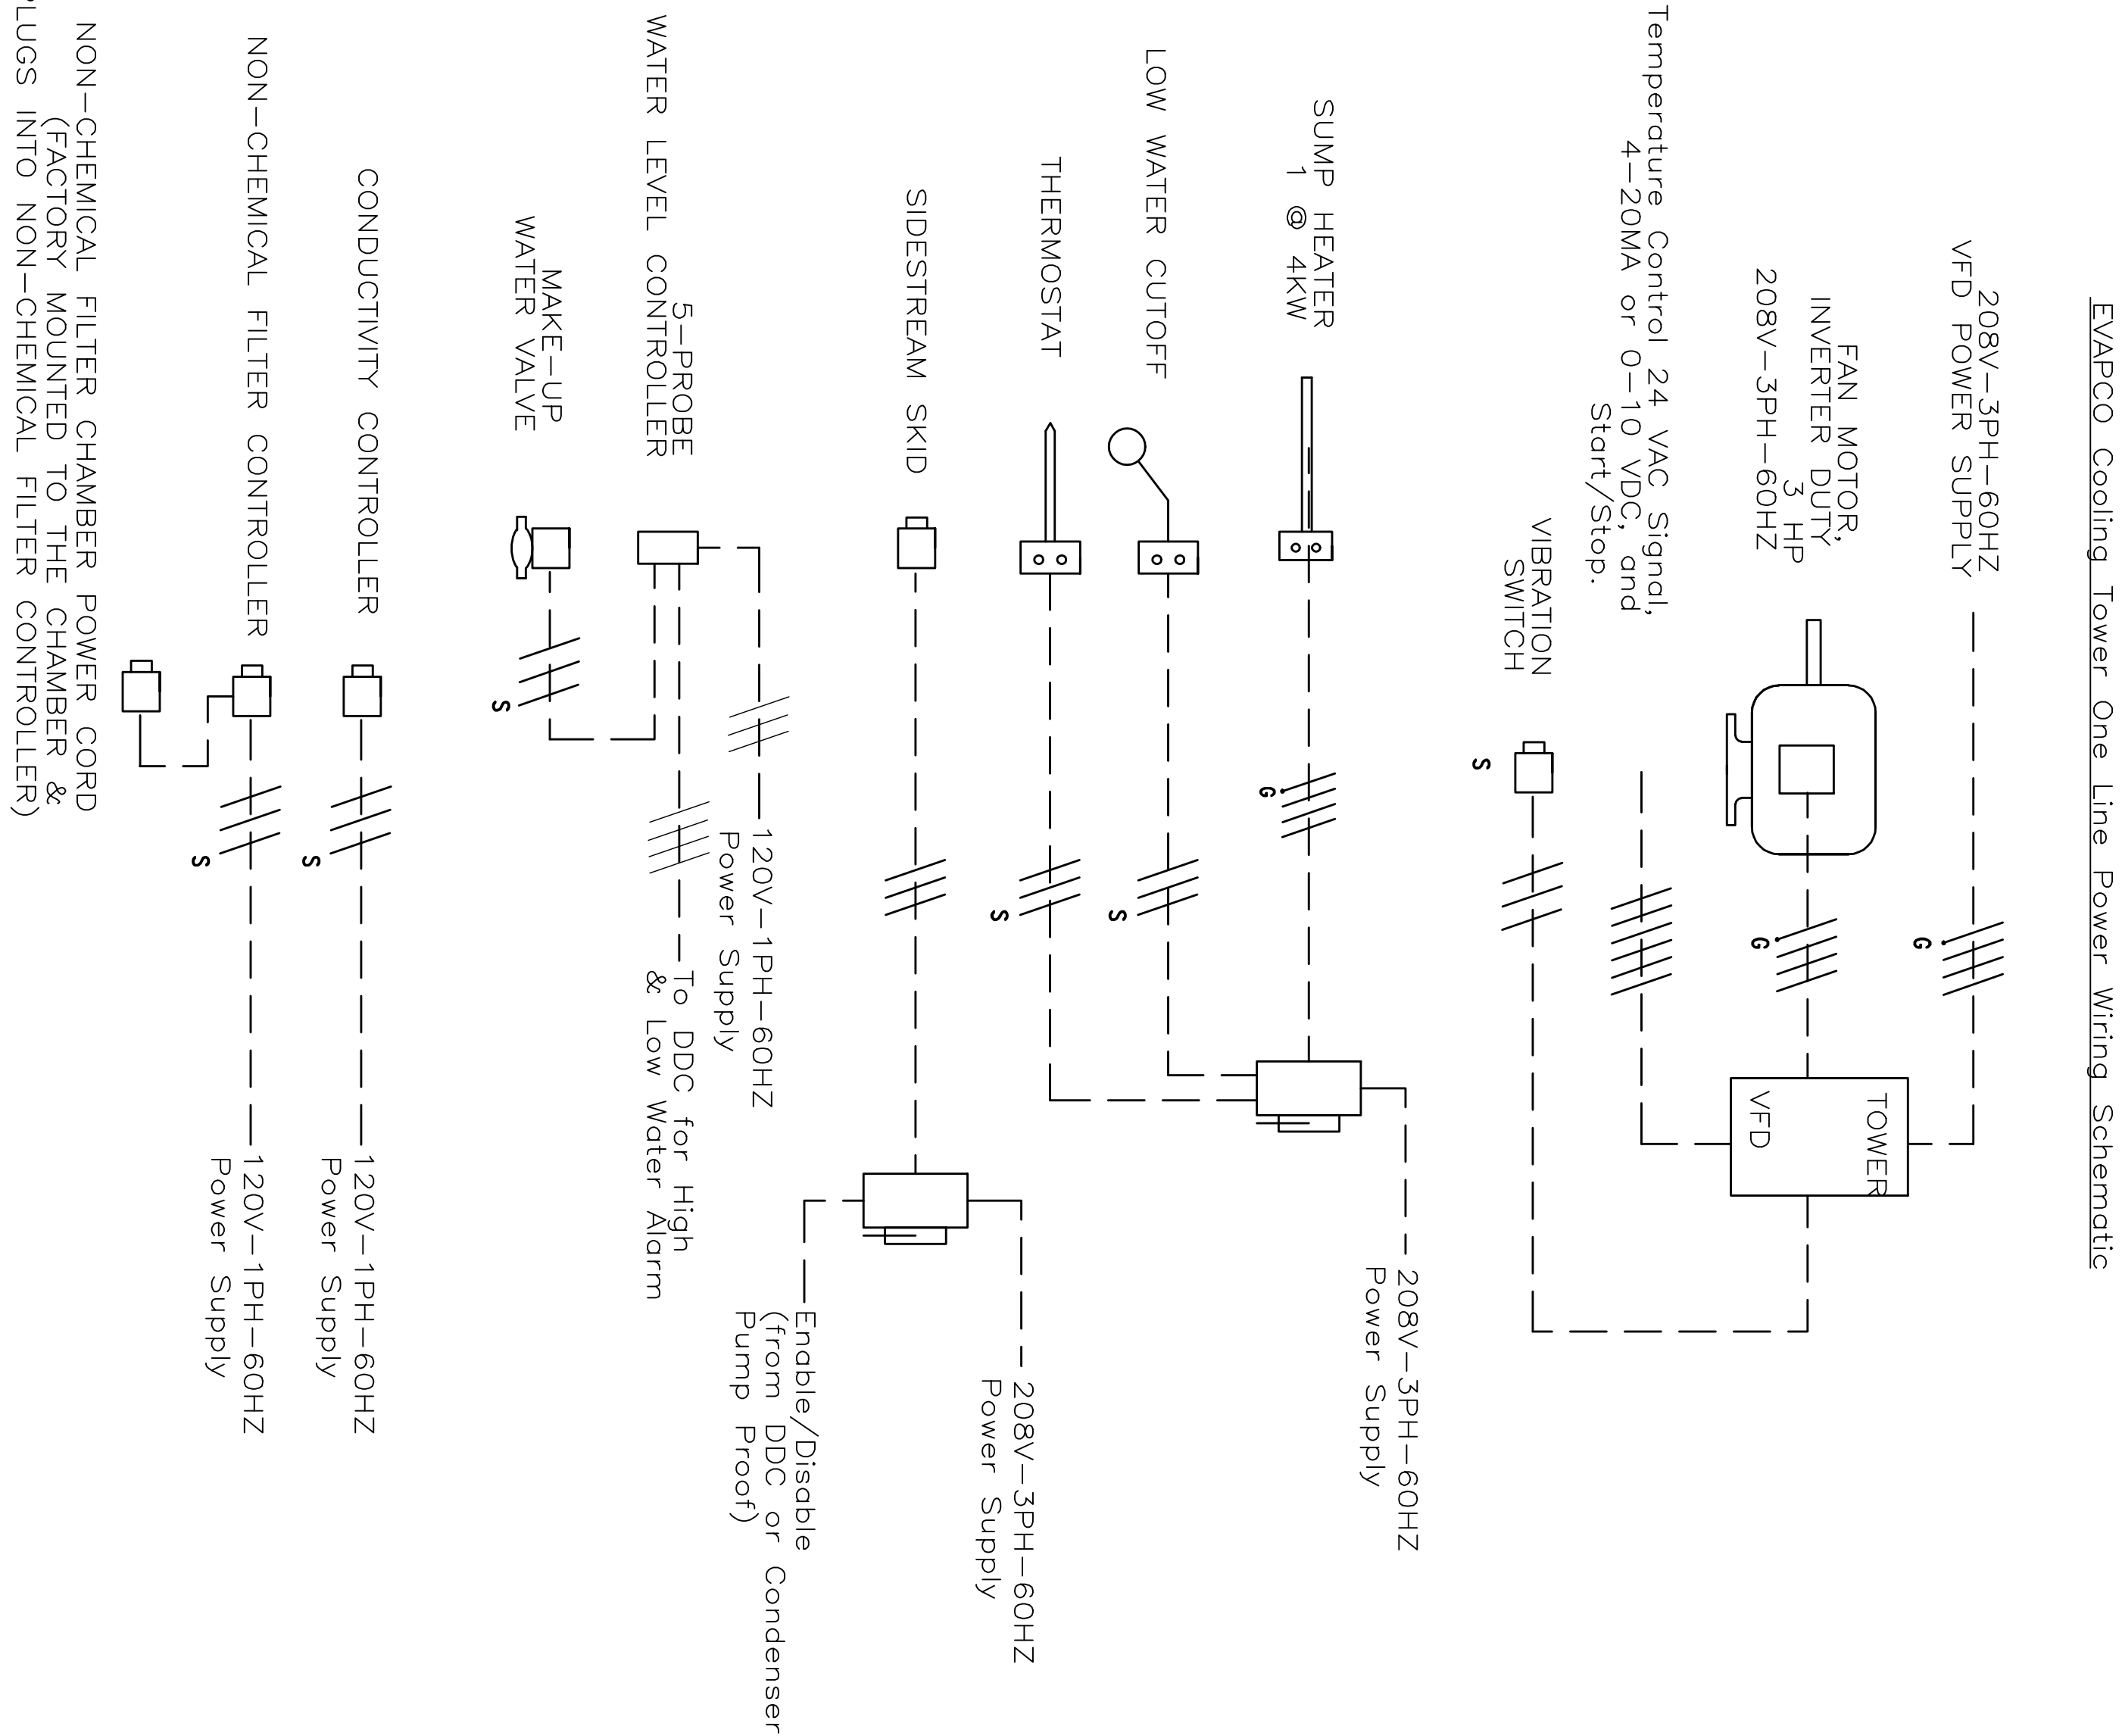 EVAPCO Cooling Tower One Line Power Wiring Schematic
208V-3PH-60HZ
VFD POWER SUPPLY
G
FAN MOTOR,
INVERTER DUTY
3 HP
208V-3PH-60HZ
G
TOWER
VFD
Temperature Control 24 VAC Signal,
4-20MA or 0-10 VDC, and
Start/Stop.
VIBRATION
SWITCH
S
SUMP HEATER
1 @ 4KW
G
208V-3PH-60HZ
Power Supply
LOW WATER CUTOFF
S
THERMOSTAT
S
208V-3PH-60HZ
Power Supply
SIDESTREAM SKID
Enable/Disable
(from DDC or Condenser
Pump Proof)
120V-1PH-60HZ
Power Supply
5-PROBE
WATER LEVEL CONTROLLER
To DDC for High
& Low Water Alarm
MAKE-UP
WATER VALVE
S
CONDUCTIVITY CONTROLLER
S
120V-1PH-60HZ
Power Supply
NON-CHEMICAL FILTER CONTROLLER
S
120V-1PH-60HZ
Power Supply
NON-CHEMICAL FILTER CHAMBER POWER CORD
(FACTORY MOUNTED TO THE CHAMBER &
PLUGS INTO NON-CHEMICAL FILTER CONTROLLER)